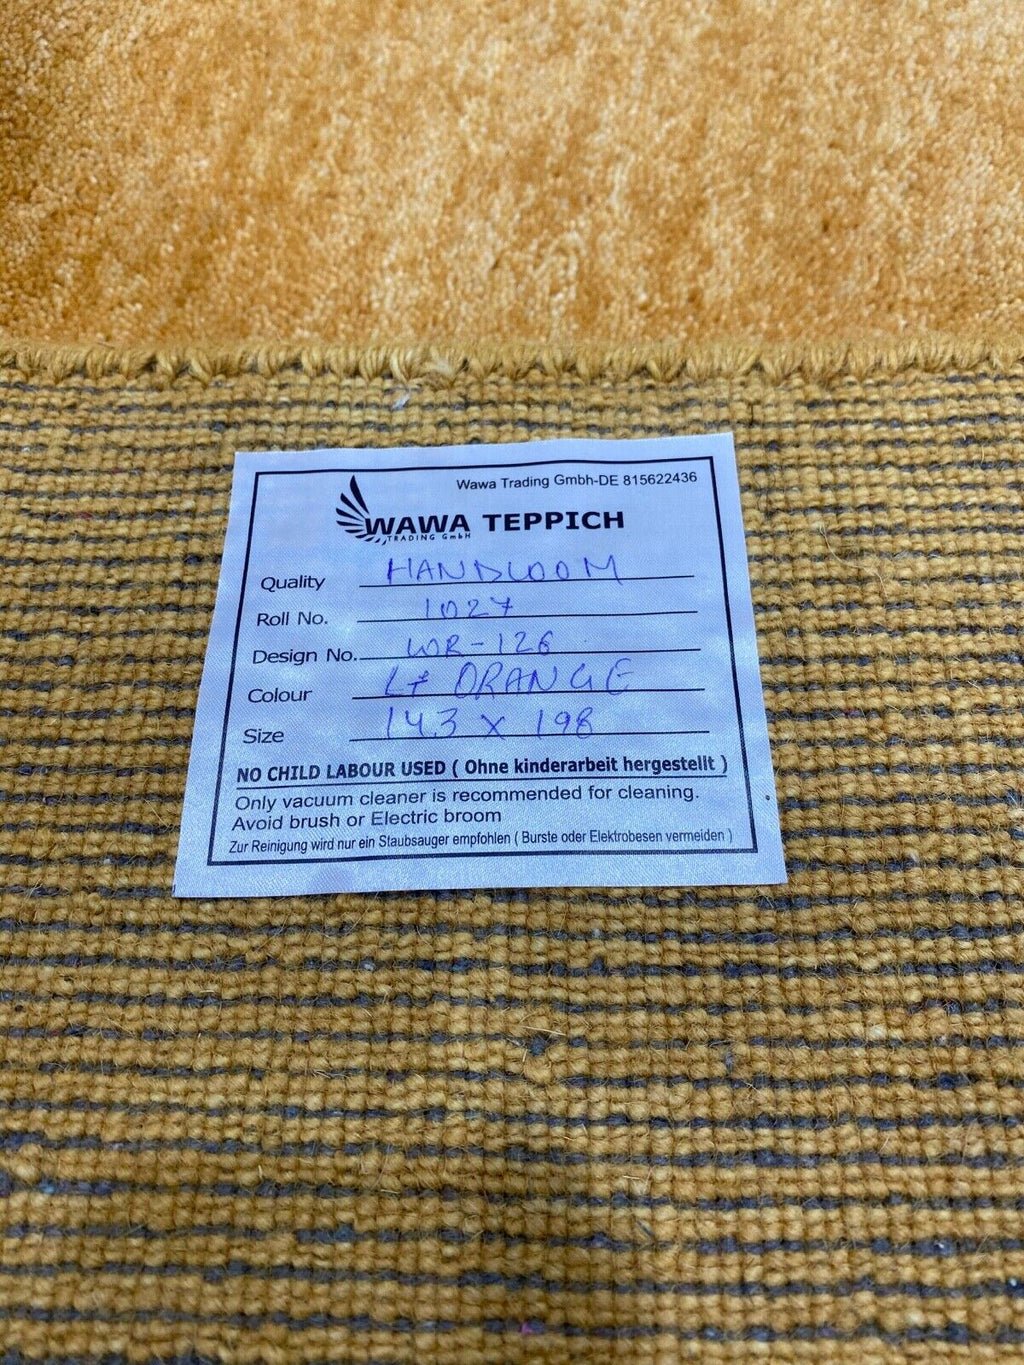 Wawa Trading Gmbh-DE 815622436
WAWA TEPPICH
TRADING GmbH
Quality HANDLOOM
Roll No. 1027
Design No. WR-126
Colour Lt ORANGE
Size 143 x 198
NO CHILD LABOUR USED ( Ohne kinderarbeit hergestellt )
Only vacuum cleaner is recommended for cleaning.
Avoid brush or Electric broom
Zur Reinigung wird nur ein Staubsauger empfohlen ( Burste oder Elektrobesen vermeiden )